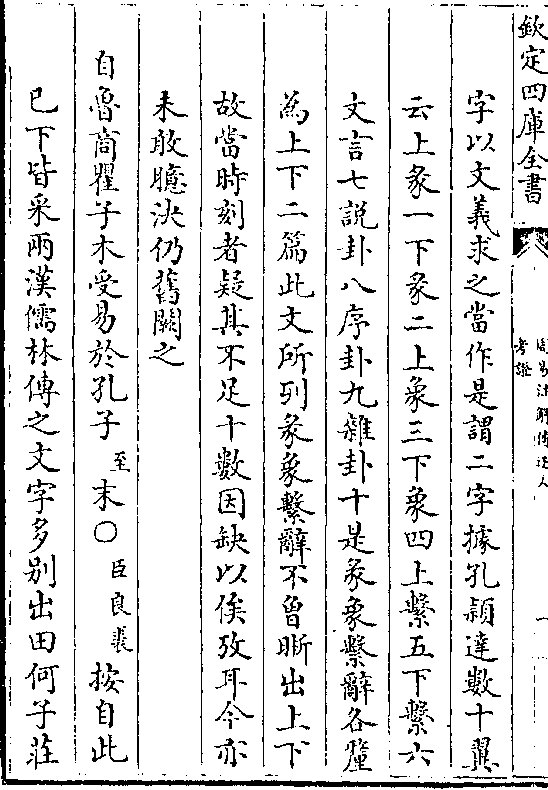 欽定四庫全書
周易注解傳述人
考證
一
字以文義求之當作是謂二字據孔穎達數十翼
云上彖一下彖二上象三下象四上繫五下繫六
文言七説卦八序卦九雜卦十是彖象繫辭各釐
為上下二篇此文所列彖象繫辭不曾晰出上下
故當時刻者疑其不足十數因缺以俟攷耳今亦
未敢臆決仍舊闕之
自魯商瞿子木受易於孔子至末〇臣良裘按自此
已下皆采兩漢儒林傳之文字多别出田何子莊